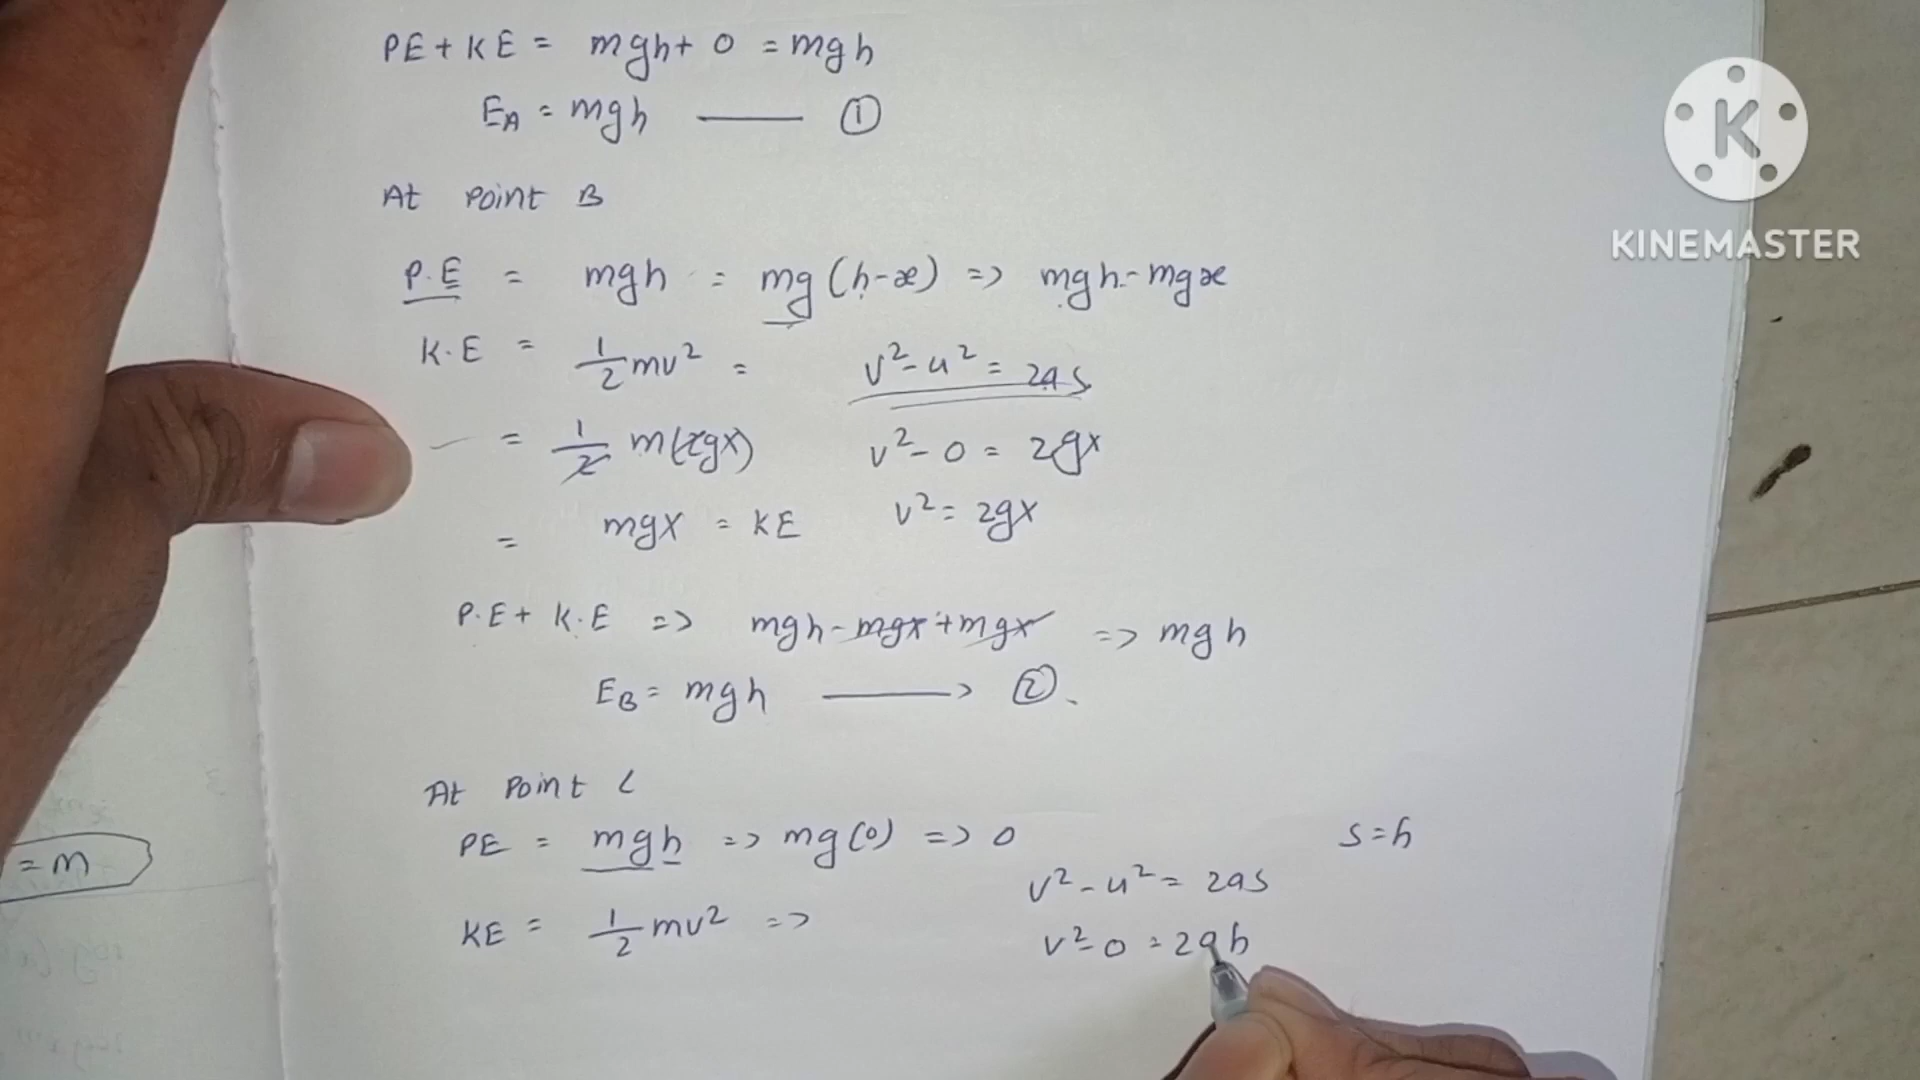 PE + KE = mgh + 0 = mgh
EA = mgh —— ①
At point B
P.E = mgh = mg(h-x) => mgh-mgx
K.E = 1/2 mv² = v²-u² = 2as
= 1/2 m(2gx) v²-0 = 2gx
= mgx = KE v² = 2gx
P.E + K.E => mgh-mgx+mgx => mgh
EB = mgh ——> ②.
At point C
PE = mgh => mg(0) => 0 s=h
v²-u² = 2as
KE = 1/2 mv² => v²-0 = 2gh
=m
K
KINEMASTER